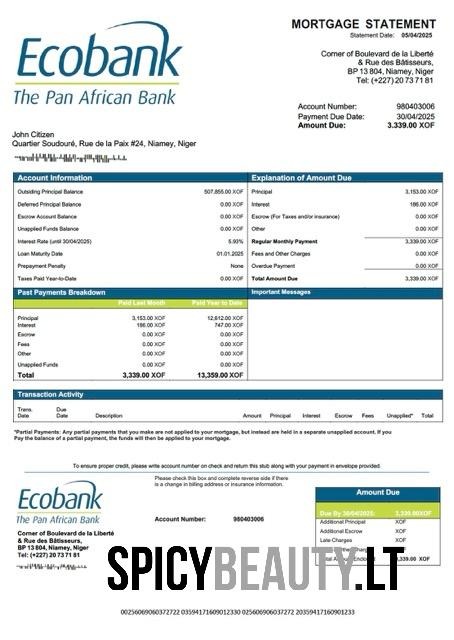 MORTGAGE STATEMENT
Statement Date: 05/04/2025
Ecobank
The Pan African Bank
Corner of Boulevard de la Liberté
& Rue des Bâtisseurs,
BP 13 804, Niamey, Niger
Tel: (+227) 20 73 71 81
Account Number: 980403006
Payment Due Date: 30/04/2025
Amount Due: 3.339.00 XOF
John Citizen
Quartier Soudouré, Rue de la Paix #24, Niamey, Niger
Account Information
Outsiding Principal Balance 507,855.00 XOF
Deferred Principal Balance 0.00 XOF
Escrow Account Balance 0.00 XOF
Unapplied Funds Balance 0.00 XOF
Interest Rate (until 30/04/2025) 5.93%
Loan Maturity Date 01.01.2025
Prepayment Penalty None
Taxes Paid Year-to-Date 0.00 XOF
Explanation of Amount Due
Principal 3,153.00 XOF
Interest 186.00 XOF
Escrow (For Taxes and/or insurance) 0.00 XOF
Other 0.00 XOF
Regular Monthly Payment 3,339.00 XOF
Fees and Other Charges 0.00 XOF
Overdue Payment 0.00 XOF
Total Amount Due 3,339.00 XOF
Past Payments Breakdown
Paid Last Month Paid Year to Date
Principal 3,153.00 XOF 12,612.00 XOF
Interest 186.00 XOF 747.00 XOF
Escrow 0.00 XOF 0.00 XOF
Fees 0.00 XOF 0.00 XOF
Other 0.00 XOF 0.00 XOF
Unapplied Funds 0.00 XOF 0.00 XOF
Total 3,339.00 XOF 13,359.00 XOF
Important Messages
Transaction Activity
Trans. Date Due Date Description Amount Principal Interest Escrow Fees Unapplied* Total
*Partial Payments: Any partial payments that you make are not applied to your mortgage, but instead are held in a separate unapplied account. If you
Pay the balance of a partial payment, the funds will then be applied to your mortgage.
To ensure proper credit, please write account number on check and return this stub along with your payment in envelope provided.
Ecobank
The Pan African Bank
Corner of Boulevard de la Liberté
& Rue des Bâtisseurs,
BP 13 804, Niamey, Niger
Tel: (+227) 20 73 71 81
Please check this box and complete reverse side if there
is a change in billing address or insurance information.
Account Number: 980403006
Amount Due
Due By 30/04/2025: 3,339.00XOF
Additional Principal XOF
Additional Escrow XOF
Late Charges XOF
XOF
3,339.00 XOF
SPICYBEAUTY.LT